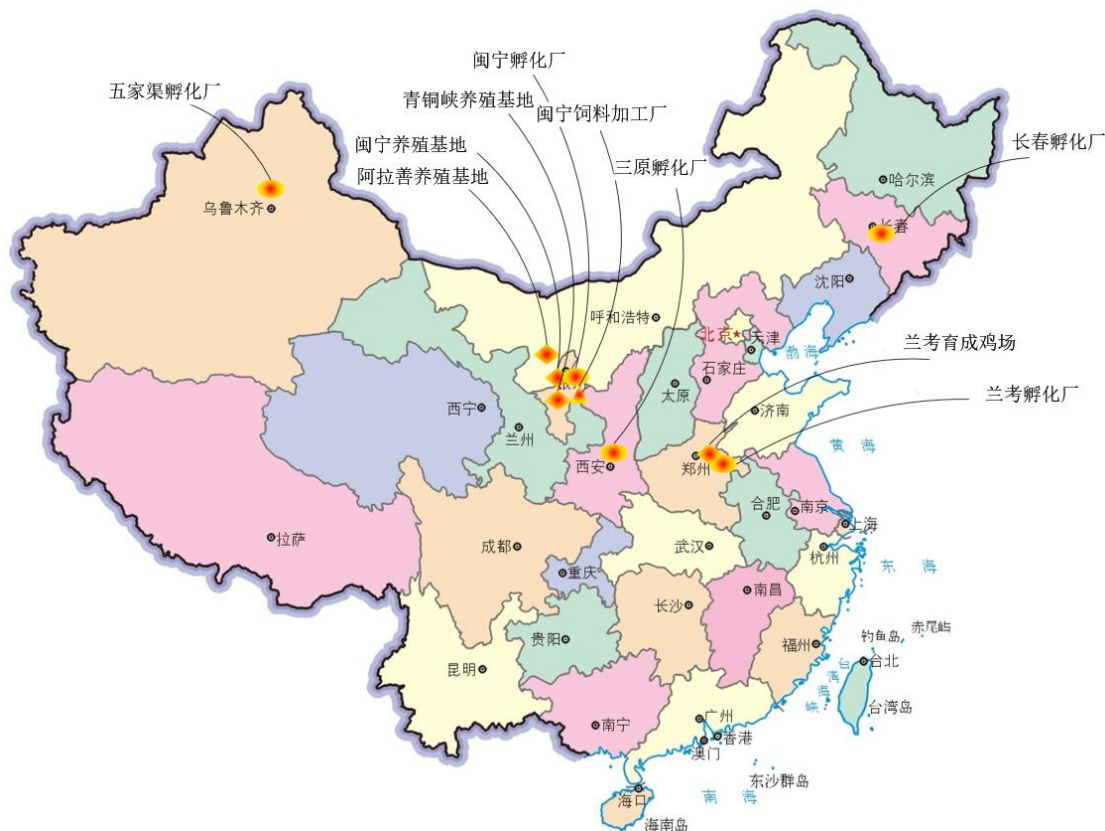 闽宁孵化厂
五家渠孵化厂
青铜峡养殖基地
闽宁饲料加工厂
闽宁养殖基地
三原孵化厂
长春孵化厂
阿拉善养殖基地
哈尔滨
乌鲁木齐
长春
沈阳
呼和浩特
北京
天津
渤海
兰考育成鸡场
石家庄
太原
济南
兰考孵化厂
西宁
兰州
黄海
西安
郑州
合肥
南京
上海
拉萨
成都
武汉
杭州
东海
重庆
南昌
长沙
贵阳
福州
钓鱼岛
赤尾屿
昆明
台北
台湾海峡
台湾岛
南宁
广州
香港
澳门
东沙群岛
海口
南海
海南岛